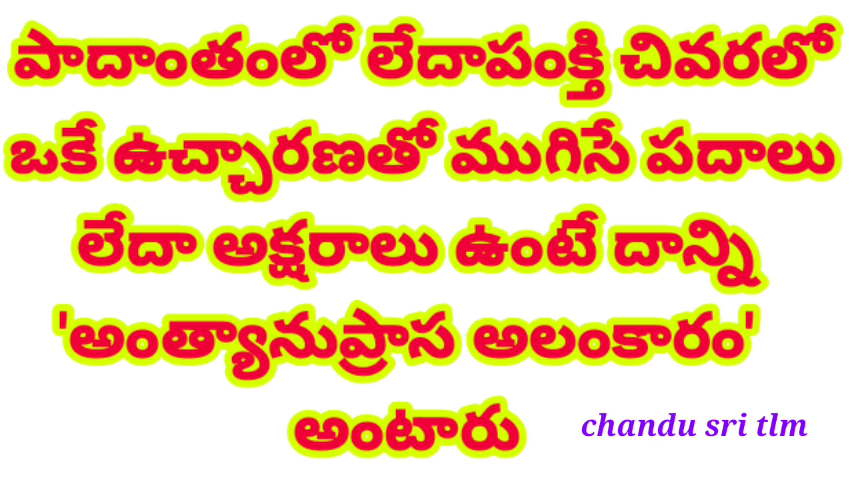 పాదాంతంలో లేదాపంక్తి చివరలో
ఒకే ఉచ్చారణతో ముగిసే పదాలు
లేదా అక్షరాలు ఉంటే దాన్ని
'అంత్యానుప్రాస అలంకారం'
అంటారు
chandu sri tlm